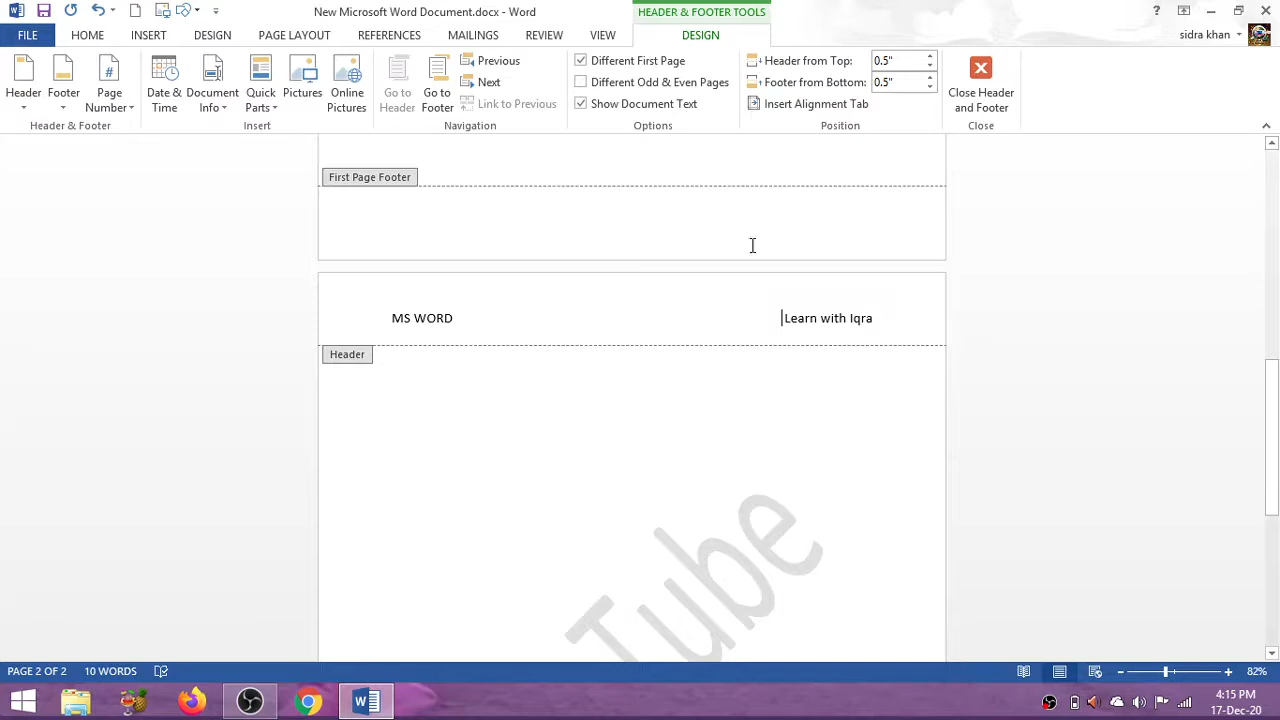 New Microsoft Word Document.docx - Word
HEADER & FOOTER TOOLS
FILE HOME INSERT DESIGN PAGE LAYOUT REFERENCES MAILINGS REVIEW VIEW DESIGN sidra khan
Header Footer Page Number
Header & Footer
Date & Time Document Info Quick Parts Pictures Online Pictures
Insert
Go to Header Go to Footer
Previous
Next
Link to Previous
Navigation
Different First Page
Different Odd & Even Pages
Show Document Text
Options
Header from Top: 0.5"
Footer from Bottom: 0.5"
Insert Alignment Tab
Position
Close Header and Footer
Close
First Page Footer
MS WORD Learn with Iqra
Header
Tube
PAGE 2 OF 2 10 WORDS 82%
4:15 PM
17-Dec-20